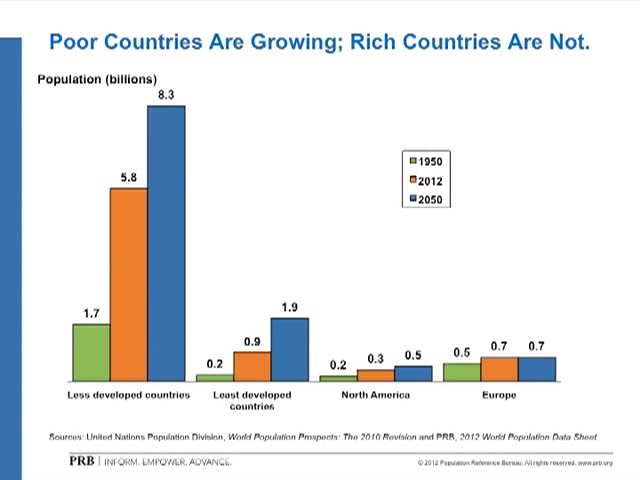 Poor Countries Are Growing; Rich Countries Are Not.
Population (billions)
8.3
5.8
1.7
1.9
0.9
0.2
0.2
0.3
0.5
0.5
0.7
0.7
1950
2012
2050
Less developed countries
Least developed
countries
North America
Europe
Sources: United Nations Population Division, World Population Prospects: The 2010 Revision and PRB, 2012 World Population Data Sheet.
PRB | INFORM. EMPOWER. ADVANCE.
© 2012 Population Reference Bureau. All rights reserved. www.prb.org